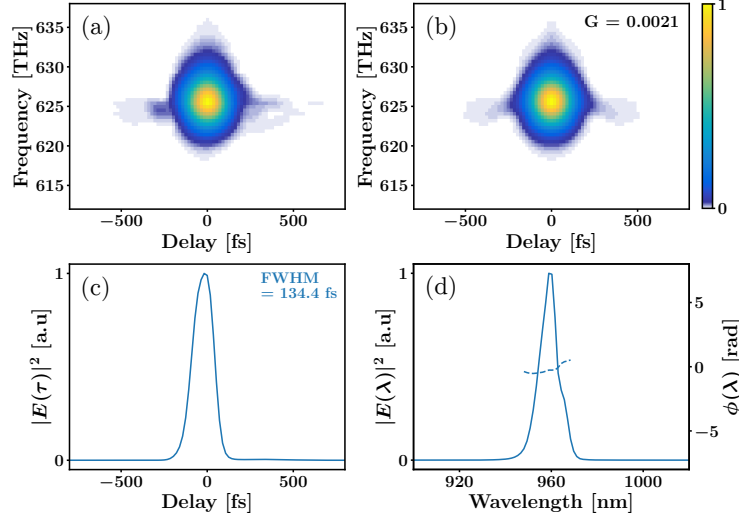 (a)
Frequency [THz]
635
630
625
620
615
−500
0
500
Delay [fs]
(b)
G = 0.0021
Frequency [THz]
635
630
625
620
615
−500
0
500
Delay [fs]
1
0
(c)
FWHM
= 134.4 fs
|E(τ)|² [a.u]
1
0
−500
0
500
Delay [fs]
(d)
|E(λ)|² [a.u]
1
0
920
960
1000
Wavelength [nm]
5
0
−5
ϕ(λ) [rad]